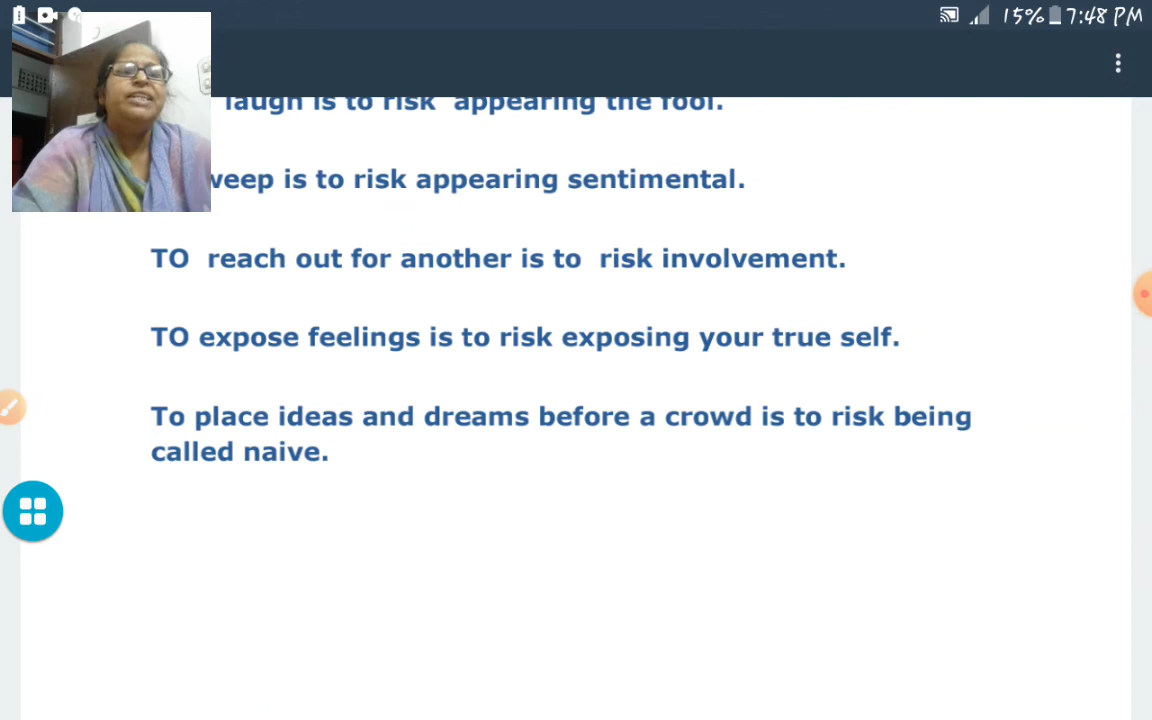 15% 7:48 PM
laugh is to risk appearing the fool.
weep is to risk appearing sentimental.
TO reach out for another is to risk involvement.
TO expose feelings is to risk exposing your true self.
To place ideas and dreams before a crowd is to risk being
called naive.